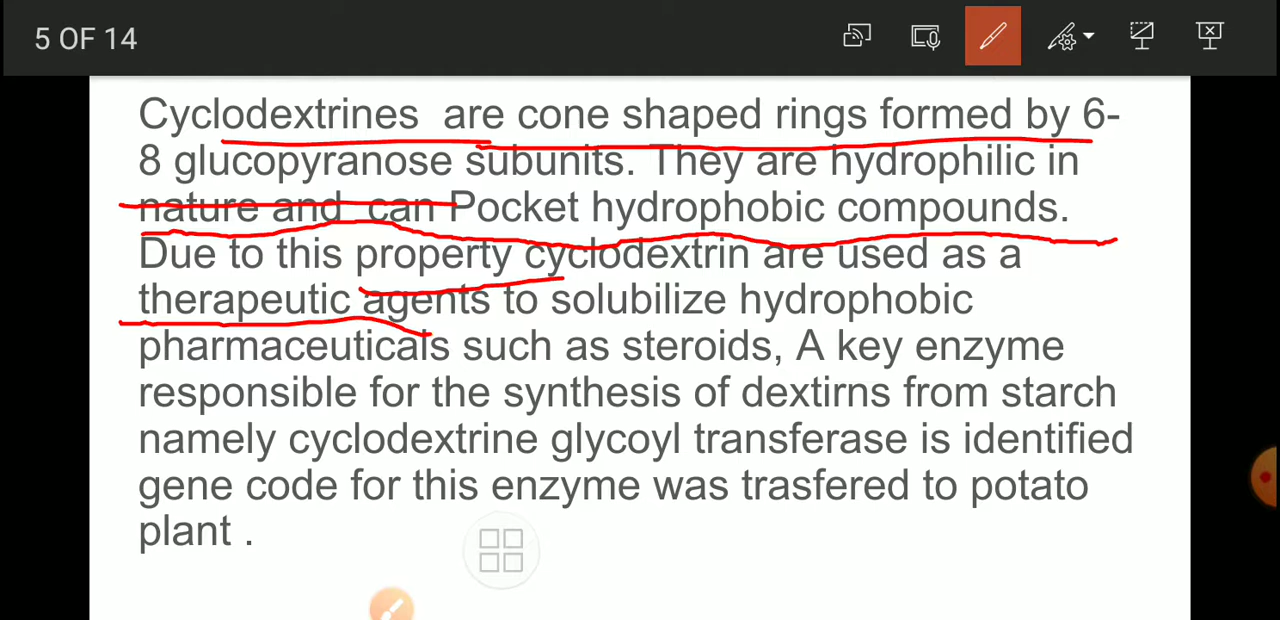 5 OF 14
Cyclodextrines are cone shaped rings formed by 6-
8 glucopyranose subunits. They are hydrophilic in
nature and can Pocket hydrophobic compounds.
Due to this property cyclodextrin are used as a
therapeutic agents to solubilize hydrophobic
pharmaceuticals such as steroids, A key enzyme
responsible for the synthesis of dextirns from starch
namely cyclodextrine glycoyl transferase is identified
gene code for this enzyme was trasfered to potato
plant .